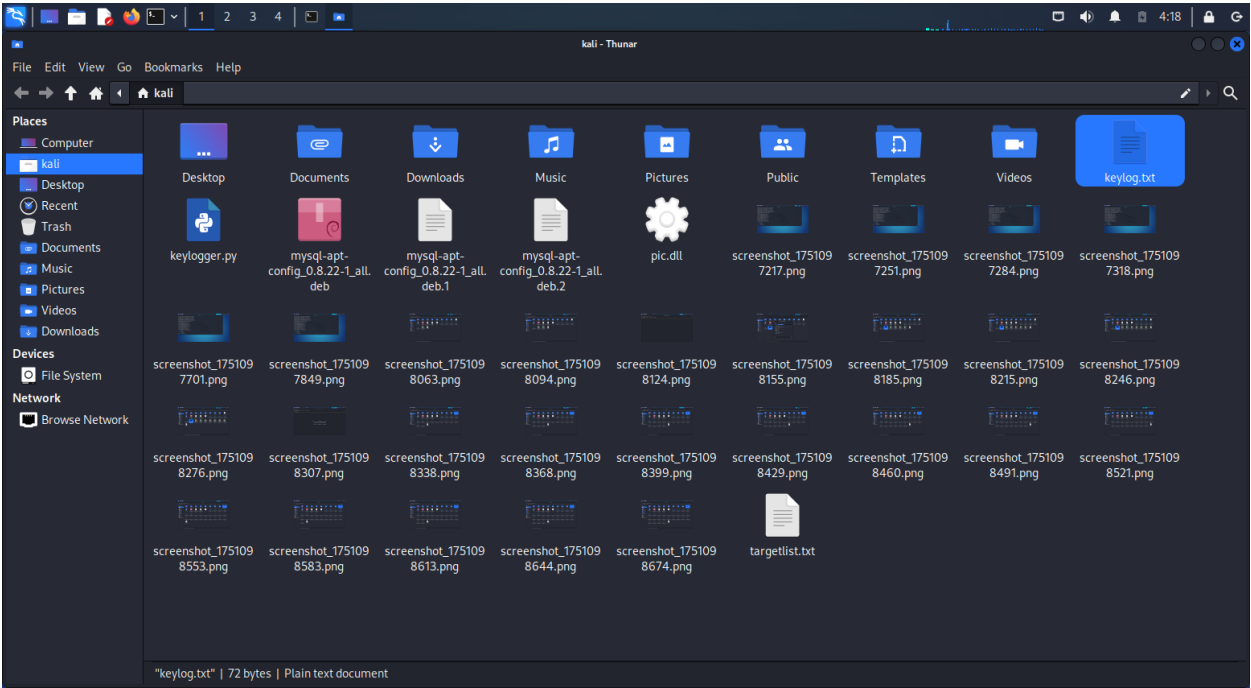 1 2 3 4 4:18
kali - Thunar
File Edit View Go Bookmarks Help
kali
Places
Computer
kali
Desktop
Recent
Trash
Documents
Music
Pictures
Videos
Downloads
Devices
File System
Network
Browse Network
Desktop Documents Downloads Music Pictures Public Templates Videos keylog.txt
keylogger.py mysql-apt- mysql-apt- mysql-apt- pic.dll screenshot_175109 screenshot_175109 screenshot_175109 screenshot_175109
config_0.8.22-1_all. config_0.8.22-1_all. config_0.8.22-1_all. 7217.png 7251.png 7284.png 7318.png
deb deb.1 deb.2
screenshot_175109 screenshot_175109 screenshot_175109 screenshot_175109 screenshot_175109 screenshot_175109 screenshot_175109 screenshot_175109 screenshot_175109
7701.png 7849.png 8063.png 8094.png 8124.png 8155.png 8185.png 8215.png 8246.png
screenshot_175109 screenshot_175109 screenshot_175109 screenshot_175109 screenshot_175109 screenshot_175109 screenshot_175109 screenshot_175109 screenshot_175109
8276.png 8307.png 8338.png 8368.png 8399.png 8429.png 8460.png 8491.png 8521.png
screenshot_175109 screenshot_175109 screenshot_175109 screenshot_175109 screenshot_175109 targetlist.txt
8553.png 8583.png 8613.png 8644.png 8674.png
"keylog.txt" | 72 bytes | Plain text document